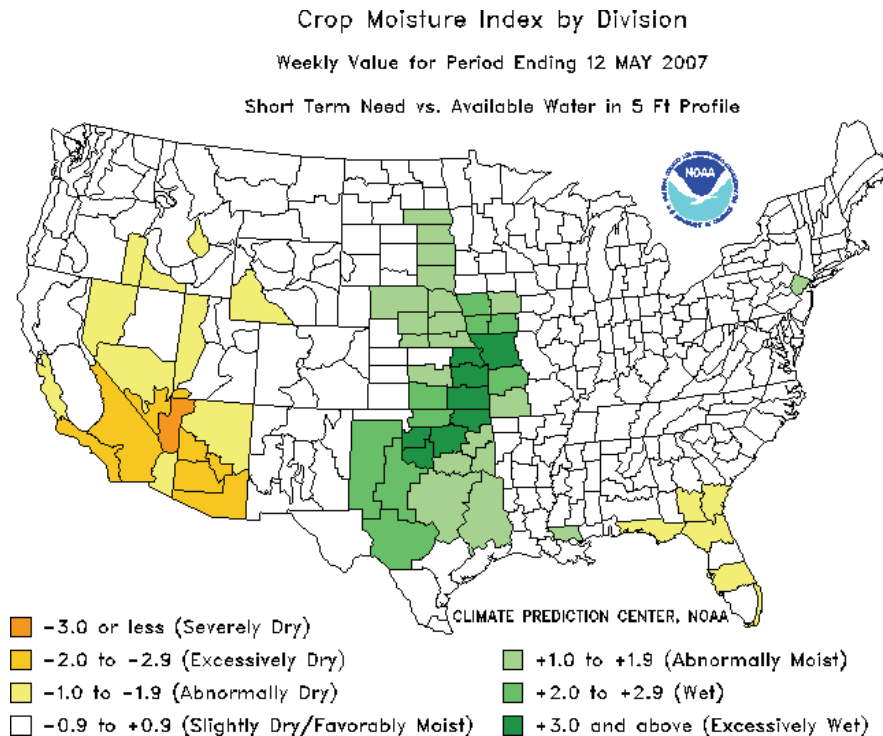 Crop Moisture Index by Division
Weekly Value for Period Ending 12 MAY 2007
Short Term Need vs. Available Water in 5 Ft Profile
NOAA
CLIMATE PREDICTION CENTER, NOAA
-3.0 or less (Severely Dry)
-2.0 to -2.9 (Excessively Dry)
-1.0 to -1.9 (Abnormally Dry)
-0.9 to +0.9 (Slightly Dry/Favorably Moist)
+1.0 to +1.9 (Abnormally Moist)
+2.0 to +2.9 (Wet)
+3.0 and above (Excessively Wet)